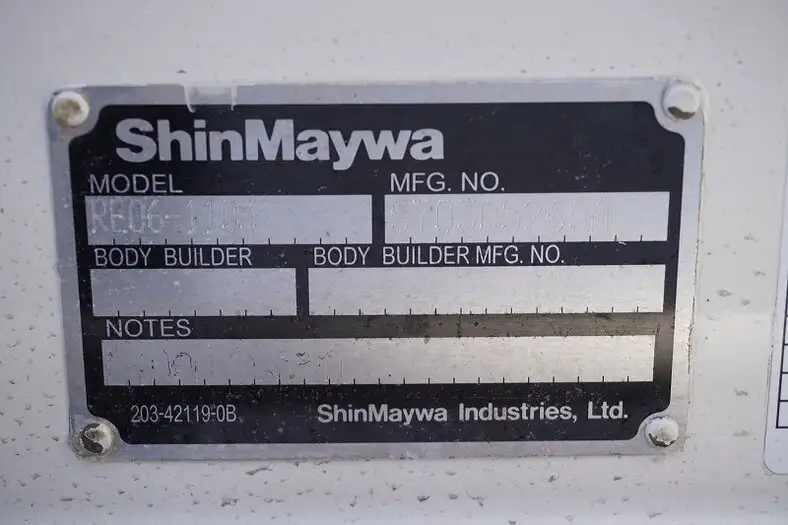 ShinMaywa
MODEL
MFG. NO.
BODY BUILDER
BODY BUILDER MFG. NO.
NOTES
203-42119-0B
ShinMaywa Industries, Ltd.